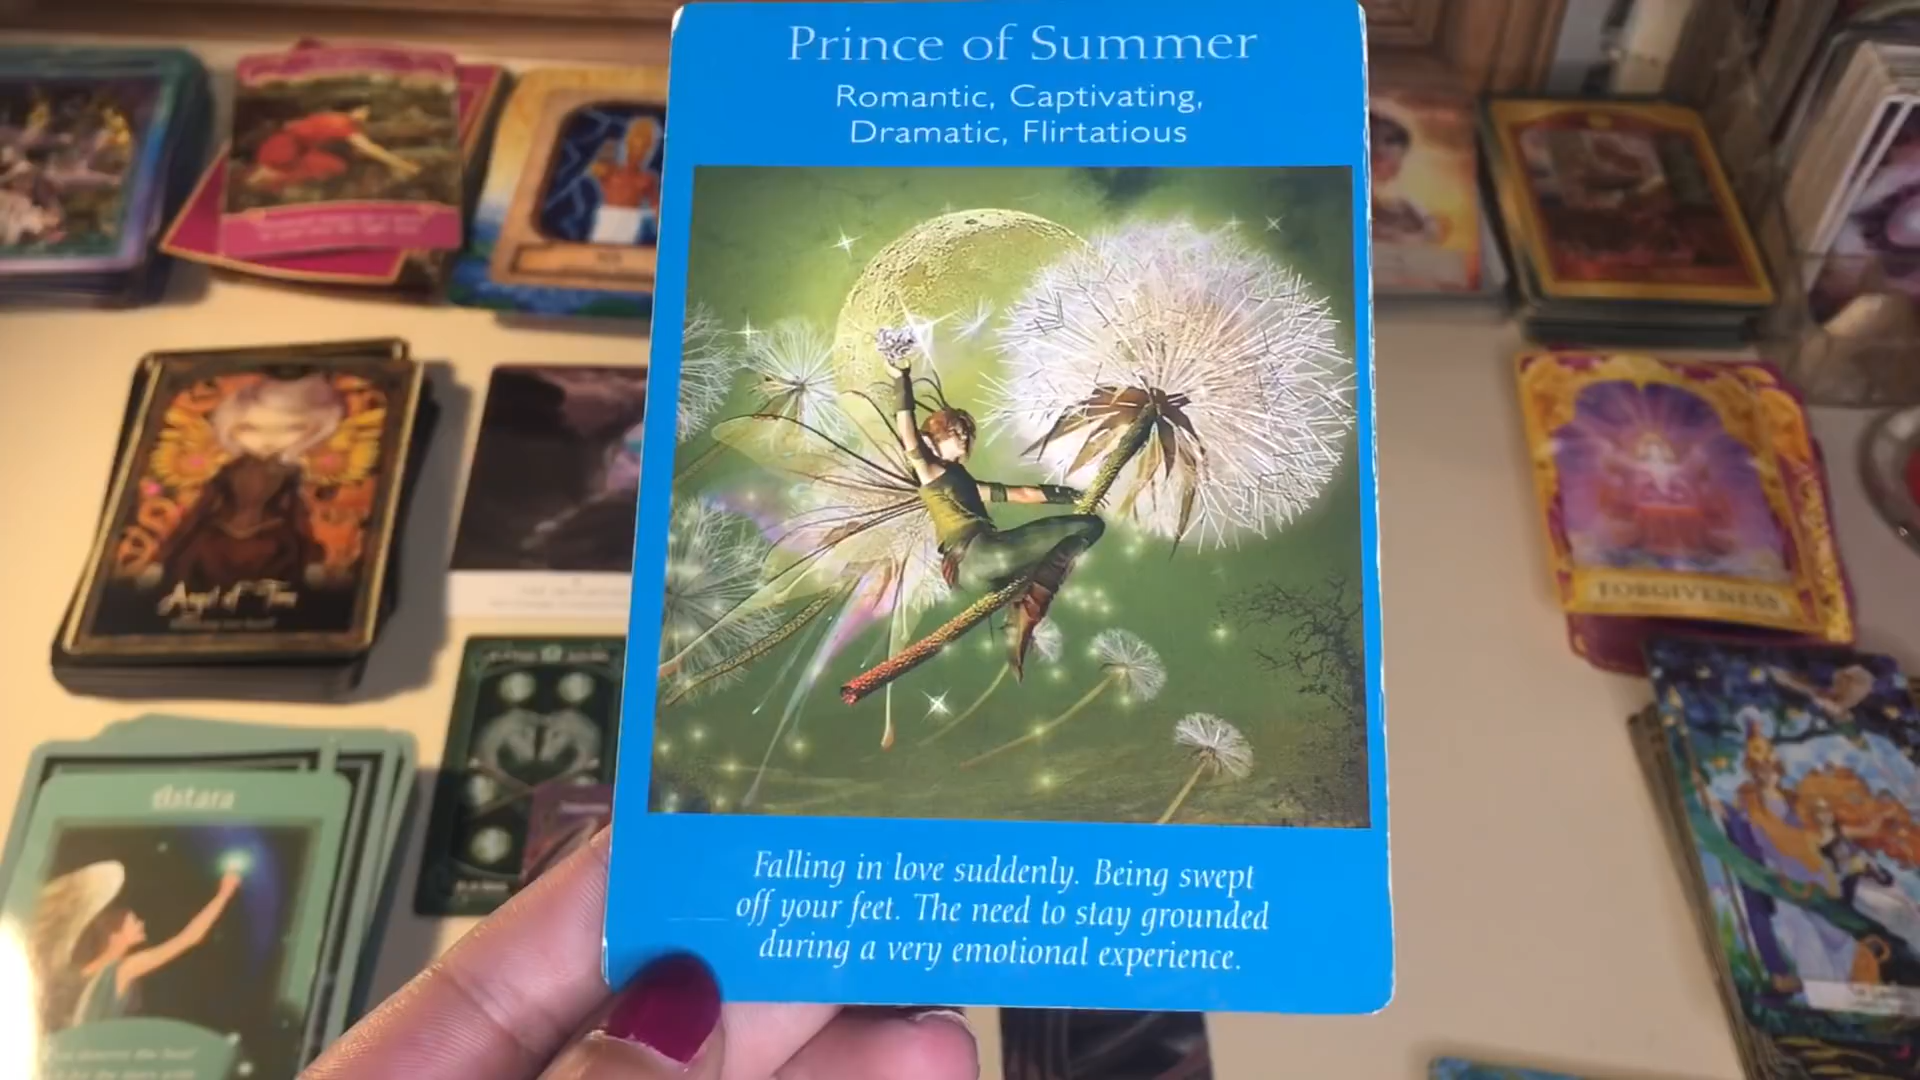 Prince of Summer
Romantic, Captivating,
Dramatic, Flirtatious
Falling in love suddenly. Being swept
off your feet. The need to stay grounded
during a very emotional experience.
FORGIVENESS
Angel of
Astara